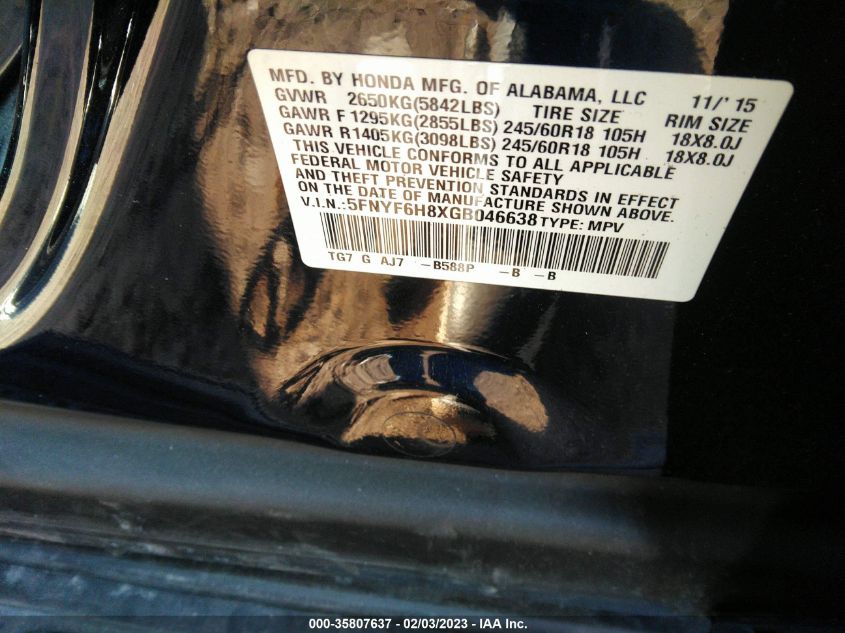 MFD. BY HONDA MFG. OF ALABAMA, LLC 11/'15
GVWR 2650KG(5842LBS) TIRE SIZE RIM SIZE
GAWR F 1295KG(2855LBS) 245/60R18 105H 18X8.0J
GAWR R1405KG(3098LBS) 245/60R18 105H 18X8.0J
THIS VEHICLE CONFORMS TO ALL APPLICABLE
FEDERAL MOTOR VEHICLE SAFETY
AND THEFT PREVENTION STANDARDS IN EFFECT
ON THE DATE OF MANUFACTURE SHOWN ABOVE.
V.I.N.:5FNYF6H8XGB046638 TYPE: MPV
TG7 G AJ7 -B588P -B -B
000-35807637 - 02/03/2023 - IAA Inc.